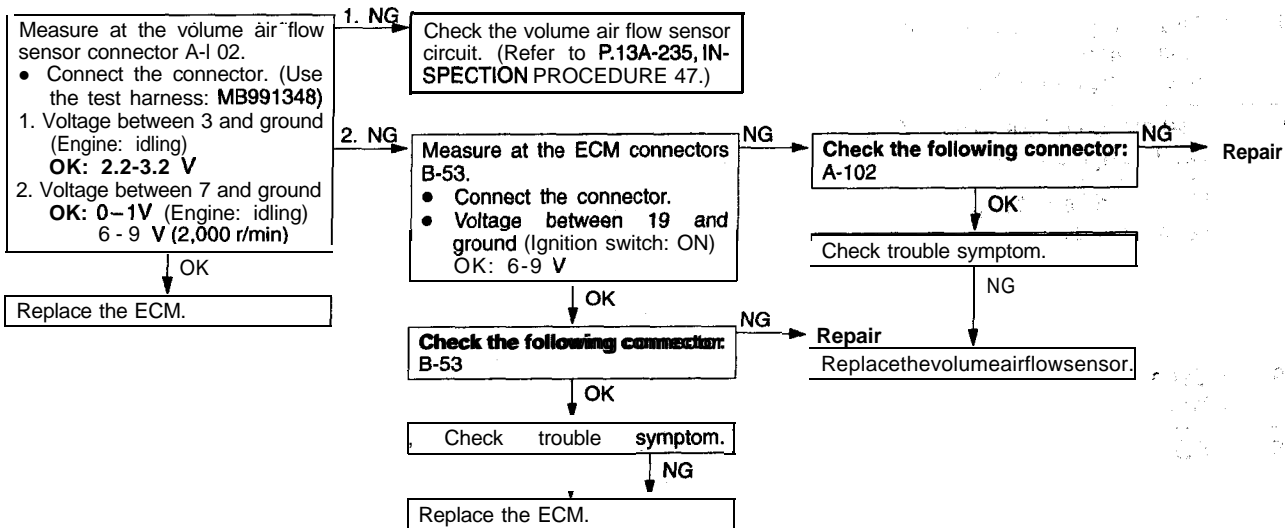 Measure at the volume air flow
sensor connector A-I 02.
● Connect the connector. (Use
the test harness: MB991348)
1. Voltage between 3 and ground
(Engine: idling)
OK: 2.2-3.2 V
2. Voltage between 7 and ground
OK: 0–1V (Engine: idling)
6 - 9 V (2,000 r/min)
OK
Replace the ECM.
1. NG
Check the volume air flow sensor
circuit. (Refer to P.13A-235, IN-
SPECTION PROCEDURE 47.)
2. NG
Measure at the ECM connectors
B-53.
● Connect the connector.
● Voltage between 19 and
ground (Ignition switch: ON)
OK: 6-9 V
OK
Check the following connector:
B-53
OK
, Check trouble symptom.
NG
Replace the ECM.
NG
Check the following connector:
A-102
NG
Repair
OK
Check trouble symptom.
NG
NG
Repair
Replacethevolumeairflowsensor.